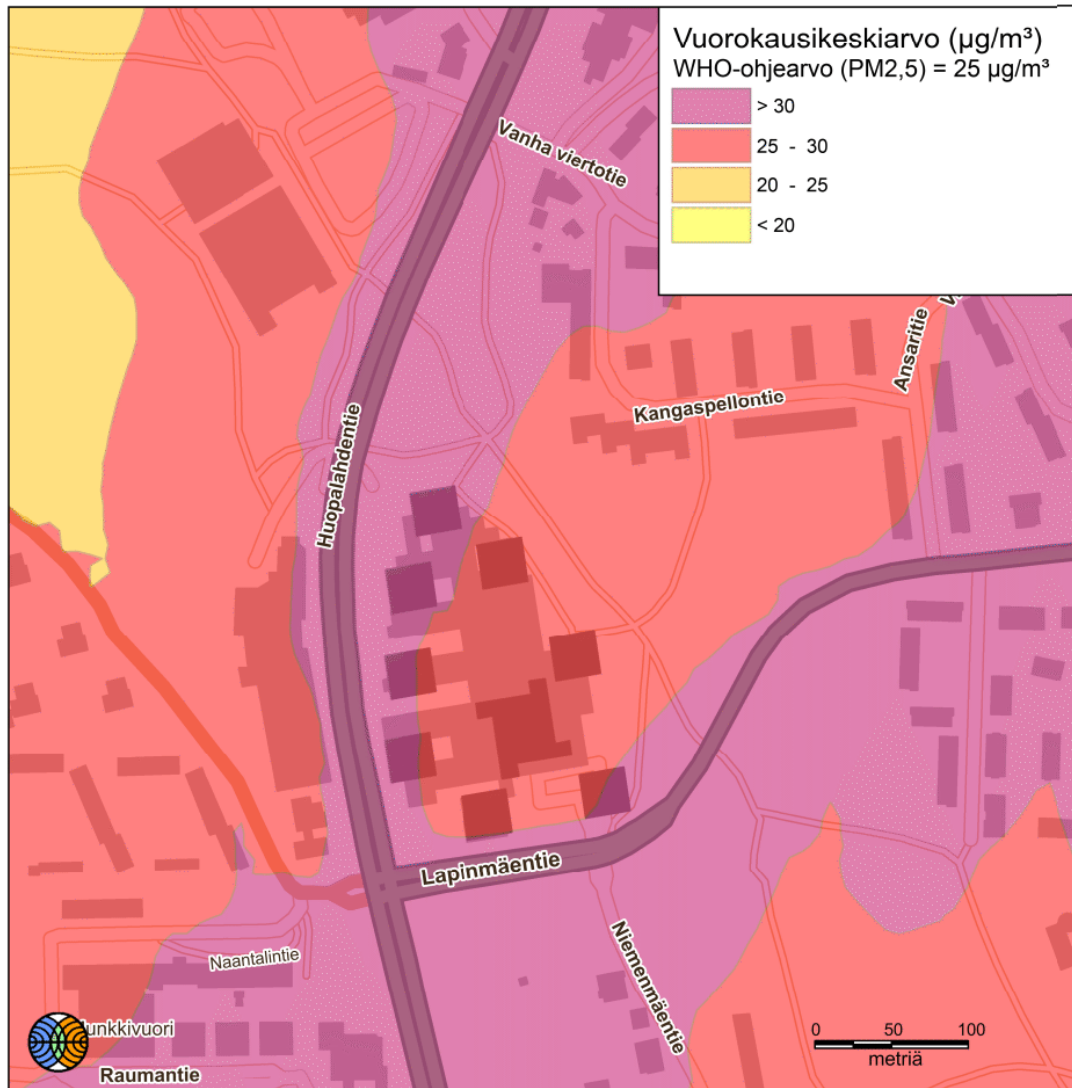 Vuorokausikeskiarvo (µg/m³)
WHO-ohjearvo (PM2,5) = 25 µg/m³
> 30
25 - 30
20 - 25
< 20
Vanha viertotie
Ansaritie
Kangaspellontie
Huopalahdentie
Lapinmäentie
Niemenmäentie
Naantalintie
unkkivuori
Raumantie
0 50 100
metriä